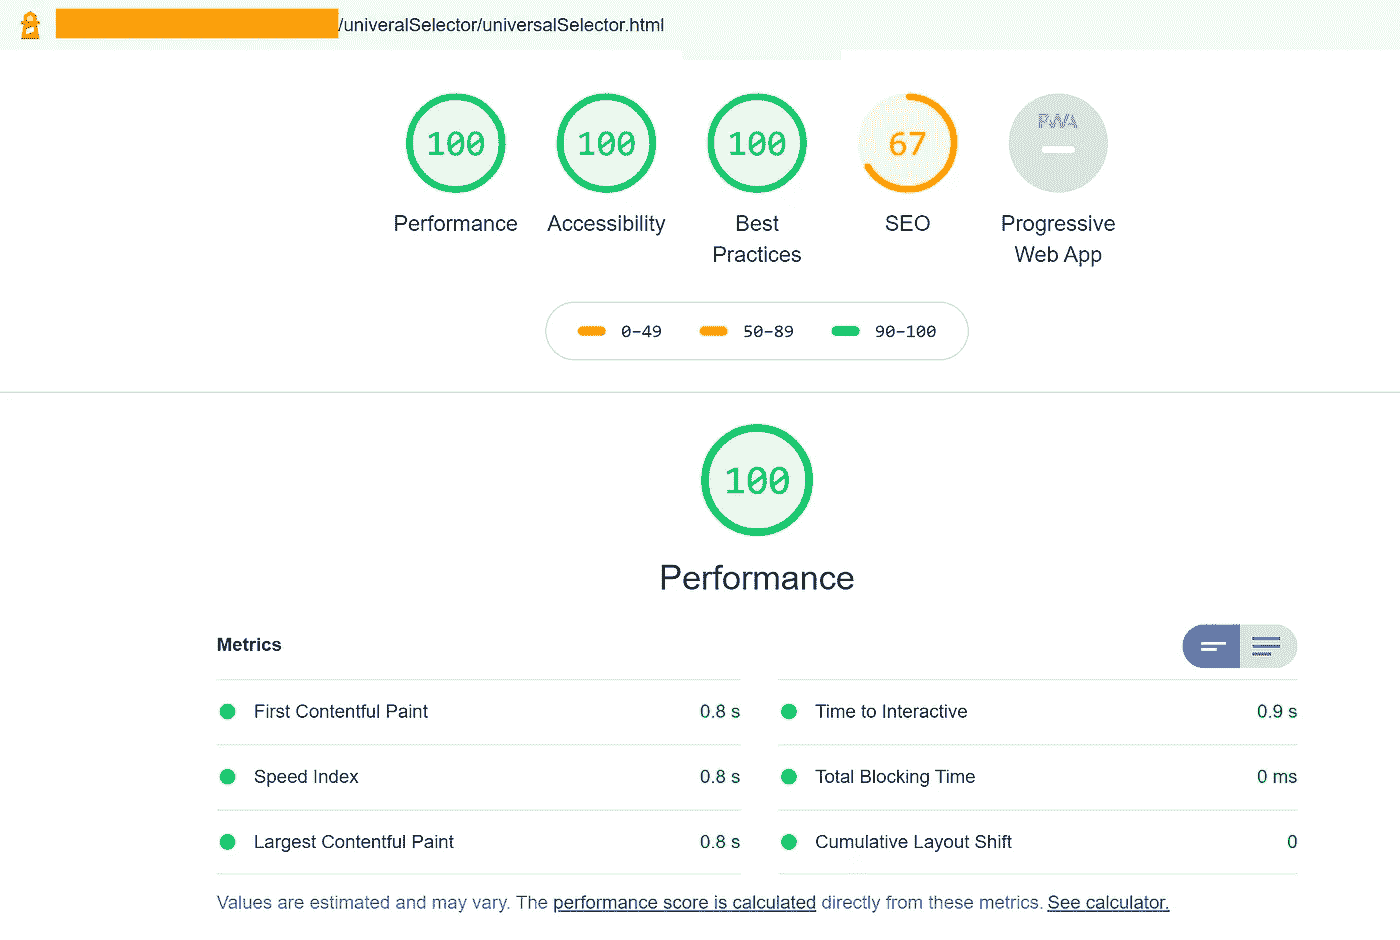 /univeralSelector/universalSelector.html
100 100 100 67 PWA
Performance Accessibility Best Practices SEO Progressive Web App
0–49 50–89 90–100
100
Performance
Metrics
First Contentful Paint 0.8 s Time to Interactive 0.9 s
Speed Index 0.8 s Total Blocking Time 0 ms
Largest Contentful Paint 0.8 s Cumulative Layout Shift 0
Values are estimated and may vary. The performance score is calculated directly from these metrics. See calculator.